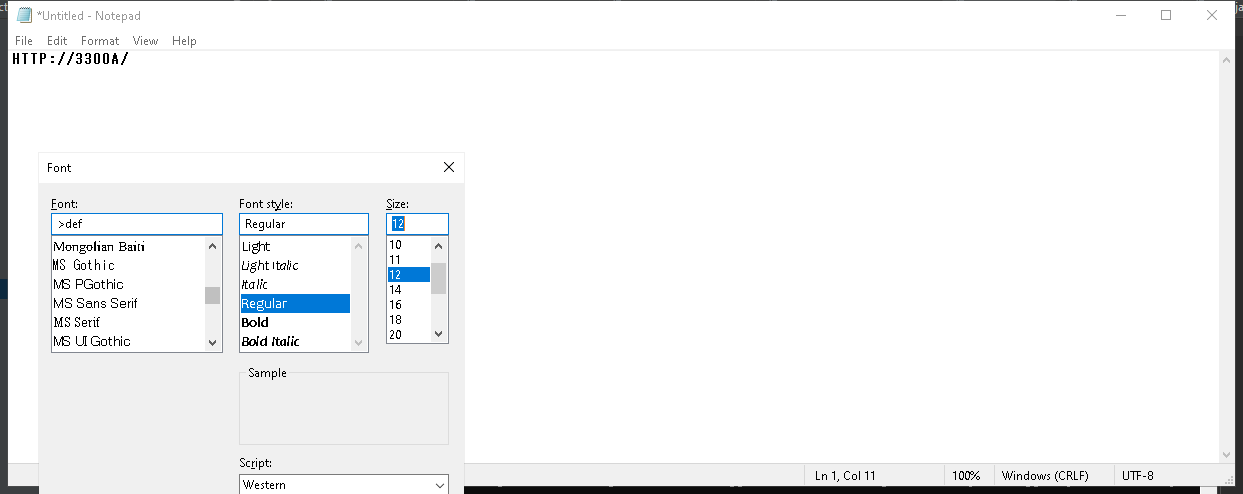 *Untitled - Notepad
File Edit Format View Help
HTTP://3300A/
Font
Font: Font style: Size:
>def Regular 12
Mongolian Baiti Light 10
MS Gothic Light Italic 11
MS PGothic Italic 12
MS Sans Serif Regular 14
MS Serif Bold 16
MS UI Gothic Bold Italic 18
20
Sample
Script:
Western
Ln 1, Col 11 100% Windows (CRLF) UTF-8